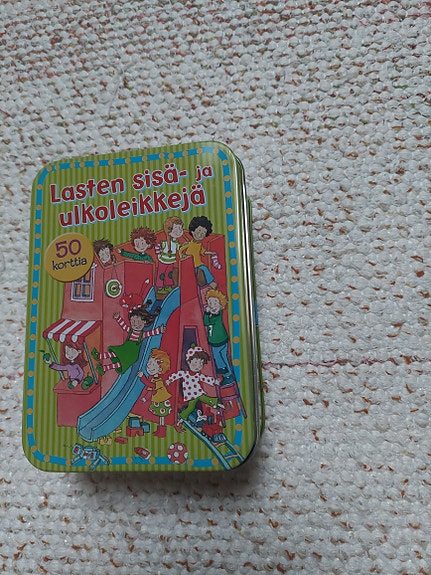 Lasten sisä- ja
ulkoleikkejä
50
korttia